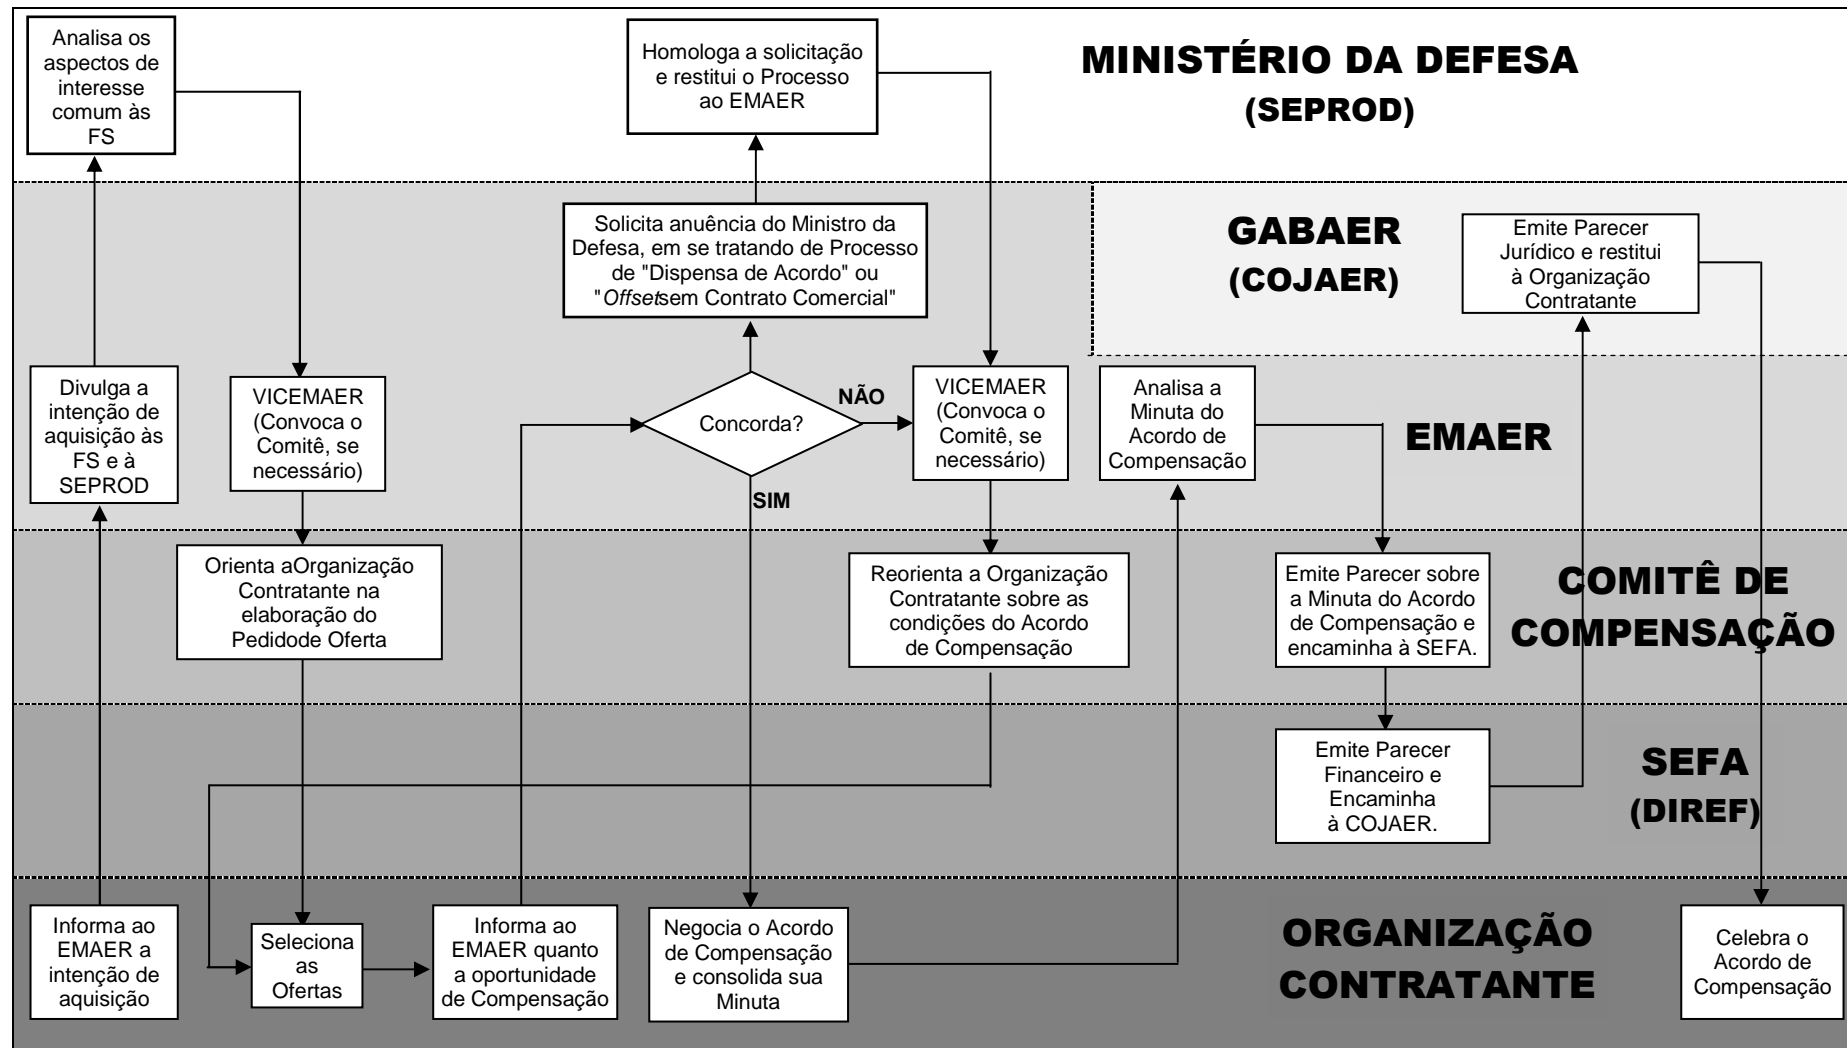 Analisa os
aspectos de
interesse
comum às
FS
Homologa a solicitação
e restitui o Processo
ao EMAER
MINISTÉRIO DA DEFESA
(SEPROD)
Solicita anuência do Ministro da
Defesa, em se tratando de Processo
de "Dispensa de Acordo" ou
"Offsetsem Contrato Comercial"
GABAER
(COJAER)
Emite Parecer
Jurídico e restitui
à Organização
Contratante
Divulga a
intenção de
aquisição às
FS e à
SEPROD
VICEMAER
(Convoca o
Comitê, se
necessário)
Concorda?
NÃO
SIM
VICEMAER
(Convoca o
Comitê, se
necessário)
Analisa a
Minuta do
Acordo de
Compensação
EMAER
Orienta aOrganização
Contratante na
elaboração do
Pedidode Oferta
Reorienta a Organização
Contratante sobre as
condições do Acordo
de Compensação
Emite Parecer sobre
a Minuta do Acordo
de Compensação e
encaminha à SEFA.
COMITÊ DE
COMPENSAÇÃO
Emite Parecer
Financeiro e
Encaminha
à COJAER.
SEFA
(DIREF)
Informa ao
EMAER a
intenção de
aquisição
Seleciona
as
Ofertas
Informa ao
EMAER quanto
a oportunidade
de Compensação
Negocia o Acordo
de Compensação
e consolida sua
Minuta
ORGANIZAÇÃO
CONTRATANTE
Celebra o
Acordo de
Compensação